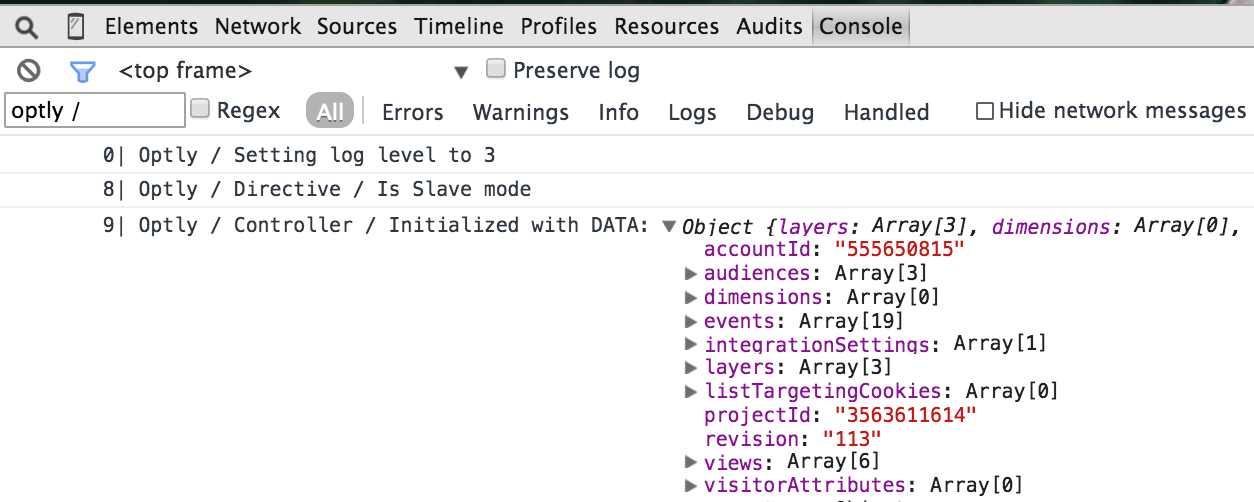 Elements Network Sources Timeline Profiles Resources Audits Console
<top frame> Preserve log
optly / Regex All Errors Warnings Info Logs Debug Handled Hide network messages
0| Optly / Setting log level to 3
8| Optly / Directive / Is Slave mode
9| Optly / Controller / Initialized with DATA: Object {layers: Array[3], dimensions: Array[0],
accountId: "555650815"
audiences: Array[3]
dimensions: Array[0]
events: Array[19]
integrationSettings: Array[1]
layers: Array[3]
listTargetingCookies: Array[0]
projectId: "3563611614"
revision: "113"
views: Array[6]
visitorAttributes: Array[0]